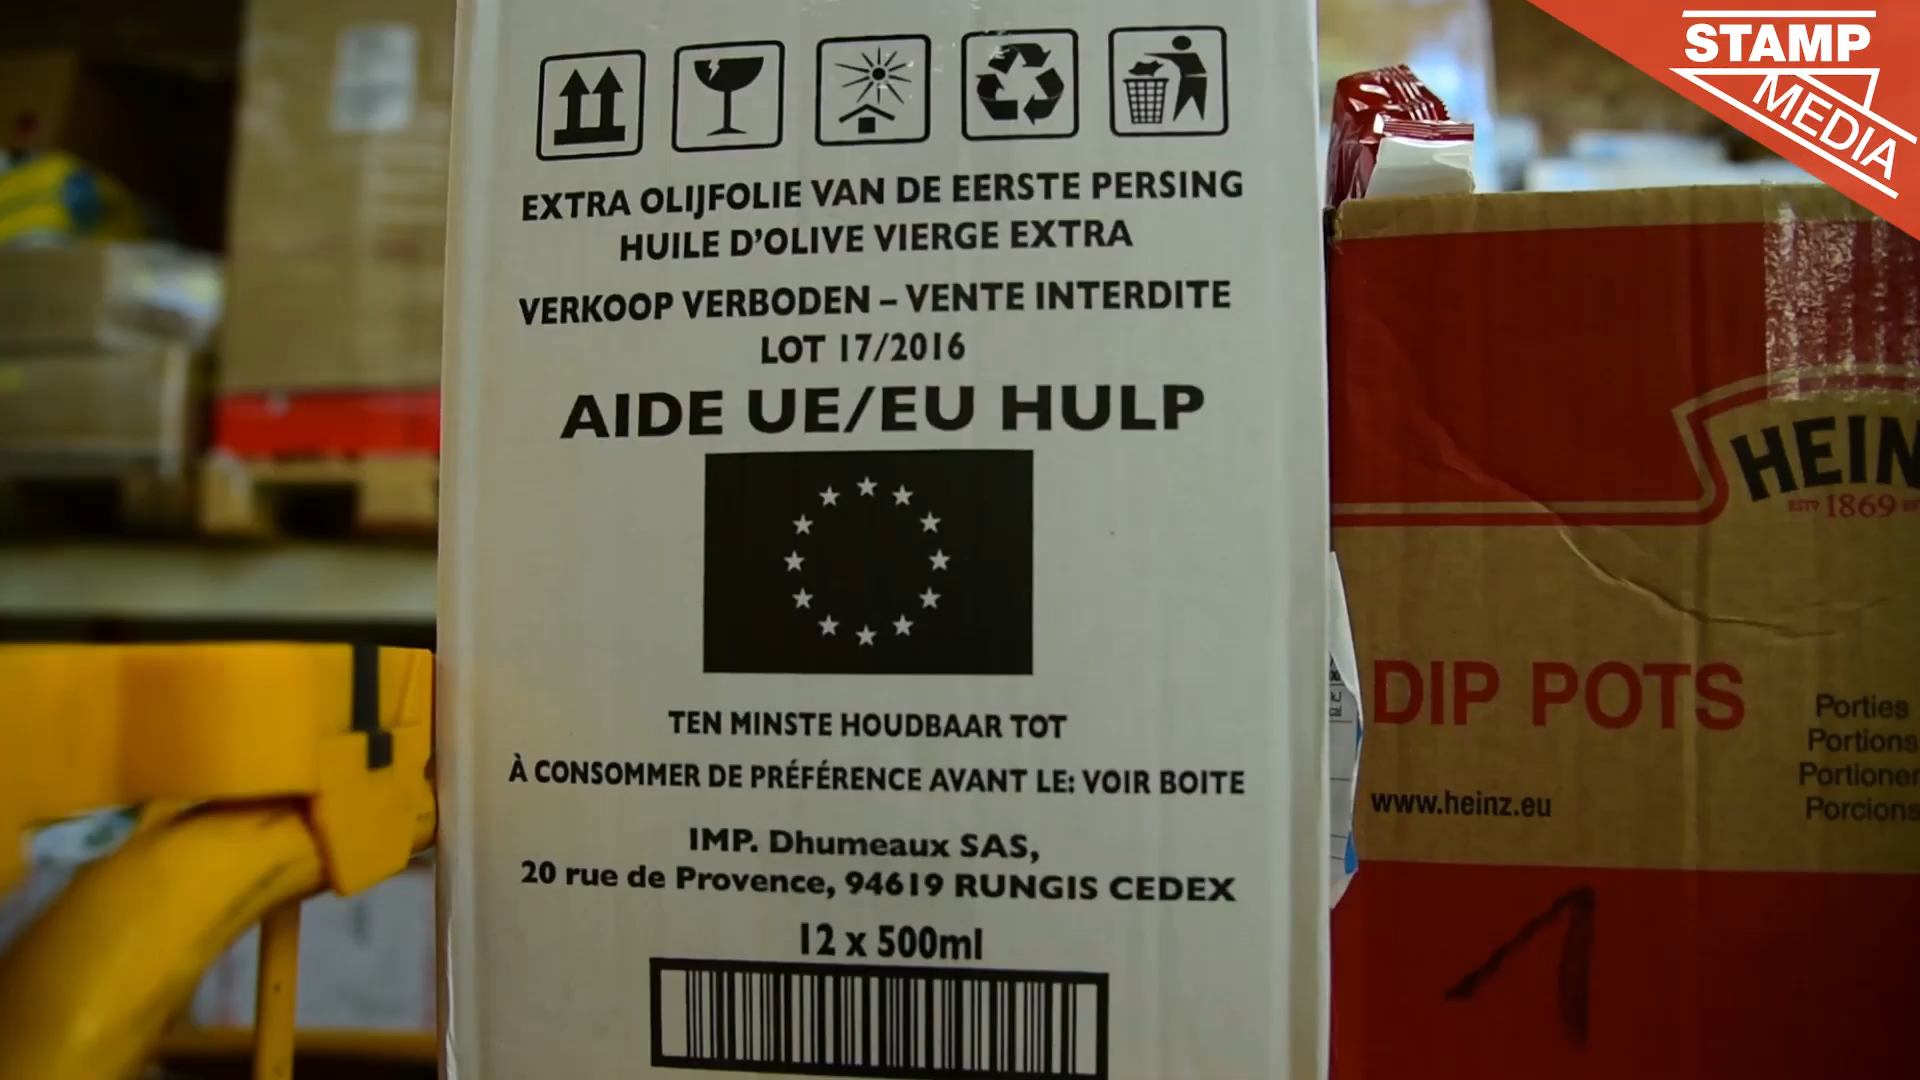 EXTRA OLIJFOLIE VAN DE EERSTE PERSING
HUILE D'OLIVE VIERGE EXTRA
VERKOOP VERBODEN – VENTE INTERDITE
LOT 17/2016
AIDE UE/EU HULP
TEN MINSTE HOUDBAAR TOT
À CONSOMMER DE PRÉFÉRENCE AVANT LE: VOIR BOITE
IMP. Dhumeaux SAS,
20 rue de Provence, 94619 RUNGIS CEDEX
12 x 500ml
STAMP
MEDIA
HEIN
ESTD 1869
DIP POTS
Porties
Portions
Portioner
Porciones
www.heinz.eu
1